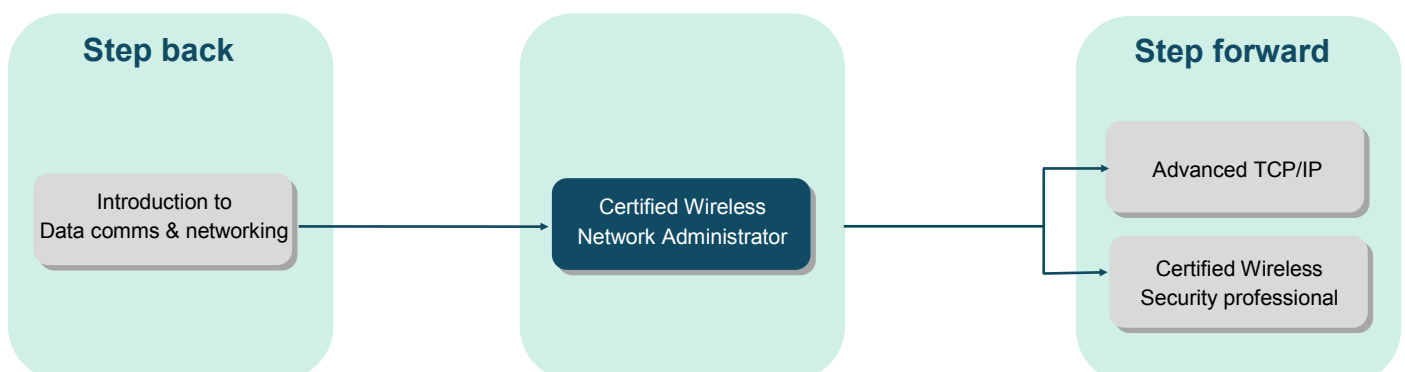 Step back
Introduction to
Data comms & networking
Certified Wireless
Network Administrator
Step forward
Advanced TCP/IP
Certified Wireless
Security professional